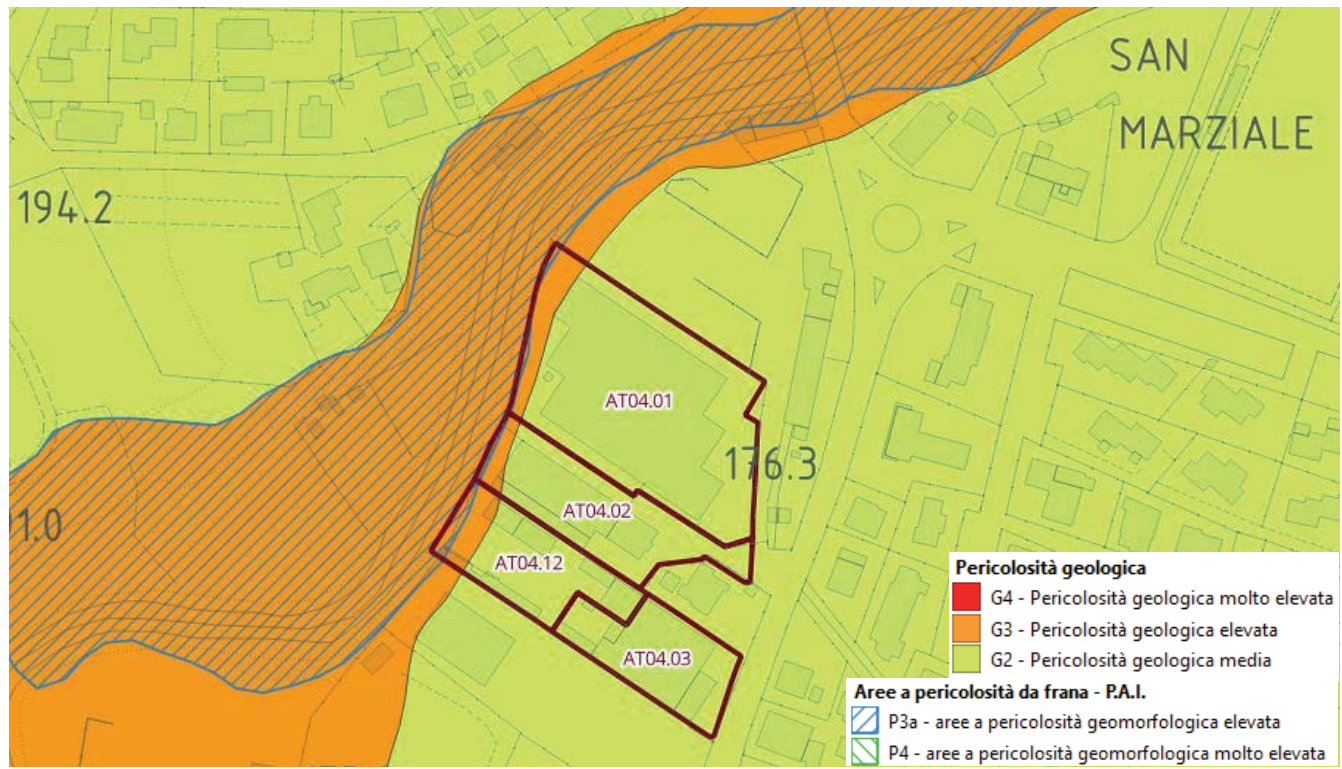 SAN
MARZIALE
194.2
AT04.01
176.3
AT04.02
1.0
AT04.12
AT04.03
Pericolosità geologica
G4 - Pericolosità geologica molto elevata
G3 - Pericolosità geologica elevata
G2 - Pericolosità geologica media
Aree a pericolosità da frana - P.A.I.
P3a - aree a pericolosità geomorfologica elevata
P4 - aree a pericolosità geomorfologica molto elevata